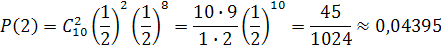 P(2) = C_{10}^{2} (1/2)^2 (1/2)^8 = (10 · 9)/(1 · 2) (1/2)^{10} = 45/1024 ≈ 0,04395